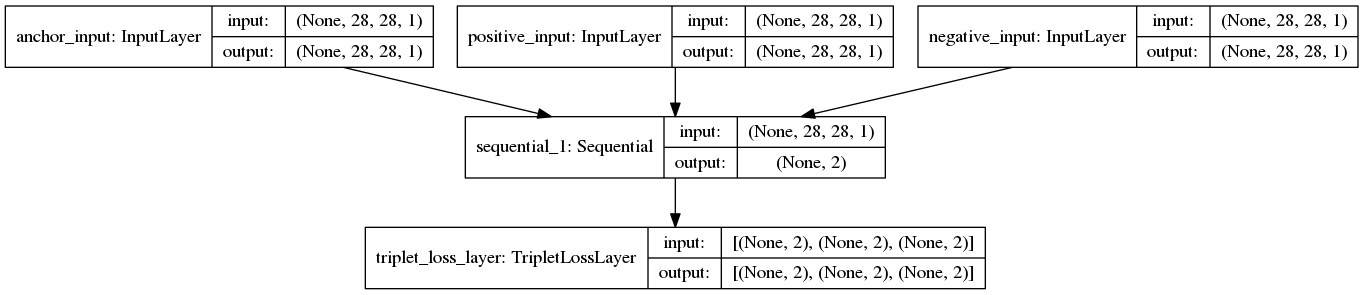 anchor_input: InputLayer
input:
(None, 28, 28, 1)
output:
(None, 28, 28, 1)
positive_input: InputLayer
input:
(None, 28, 28, 1)
output:
(None, 28, 28, 1)
negative_input: InputLayer
input:
(None, 28, 28, 1)
output:
(None, 28, 28, 1)
sequential_1: Sequential
input:
(None, 28, 28, 1)
output:
(None, 2)
triplet_loss_layer: TripletLossLayer
input:
[(None, 2), (None, 2), (None, 2)]
output:
[(None, 2), (None, 2), (None, 2)]